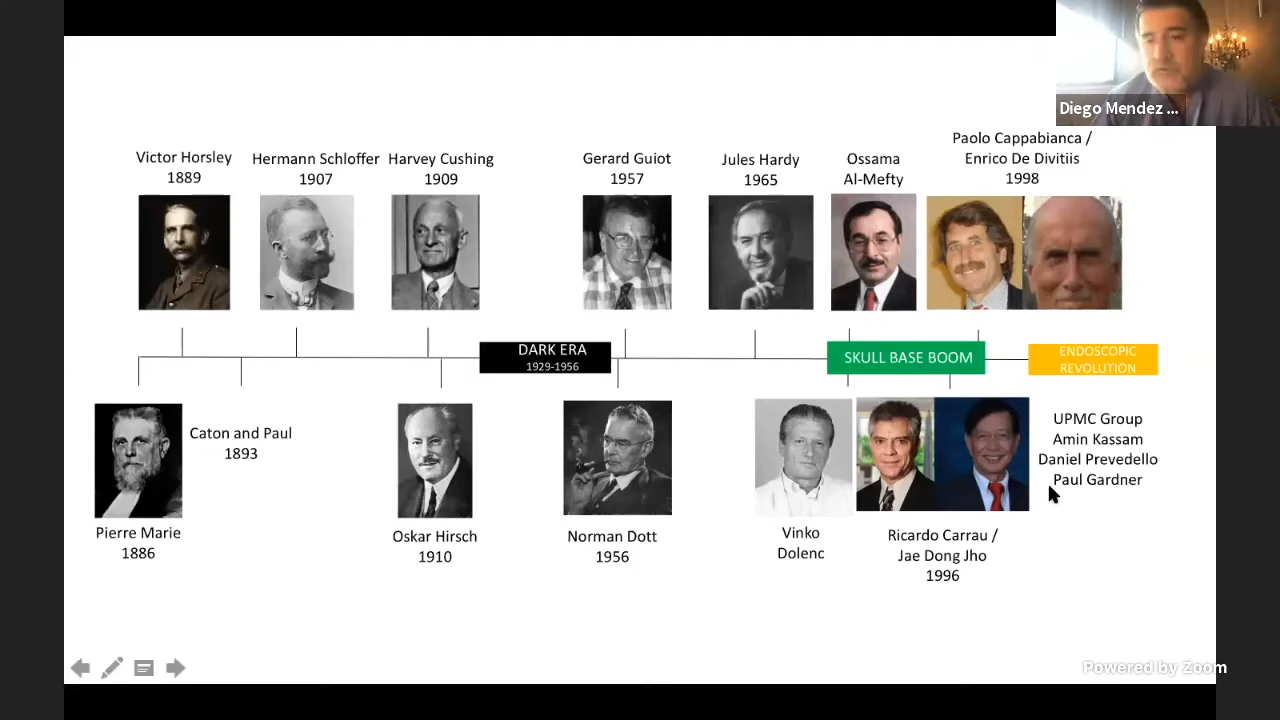 Diego Mendez ...
Victor Horsley
1889
Hermann Schloffer
1907
Harvey Cushing
1909
Gerard Guiot
1957
Jules Hardy
1965
Ossama
Al-Mefty
Paolo Cappabianca /
Enrico De Divitiis
1998
DARK ERA
1929-1956
SKULL BASE BOOM
ENDOSCOPIC
REVOLUTION
Pierre Marie
1886
Caton and Paul
1893
Oskar Hirsch
1910
Norman Dott
1956
Vinko
Dolenc
Ricardo Carrau /
Jae Dong Jho
1996
UPMC Group
Amin Kassam
Daniel Prevedello
Paul Gardner
Powered by Zoom